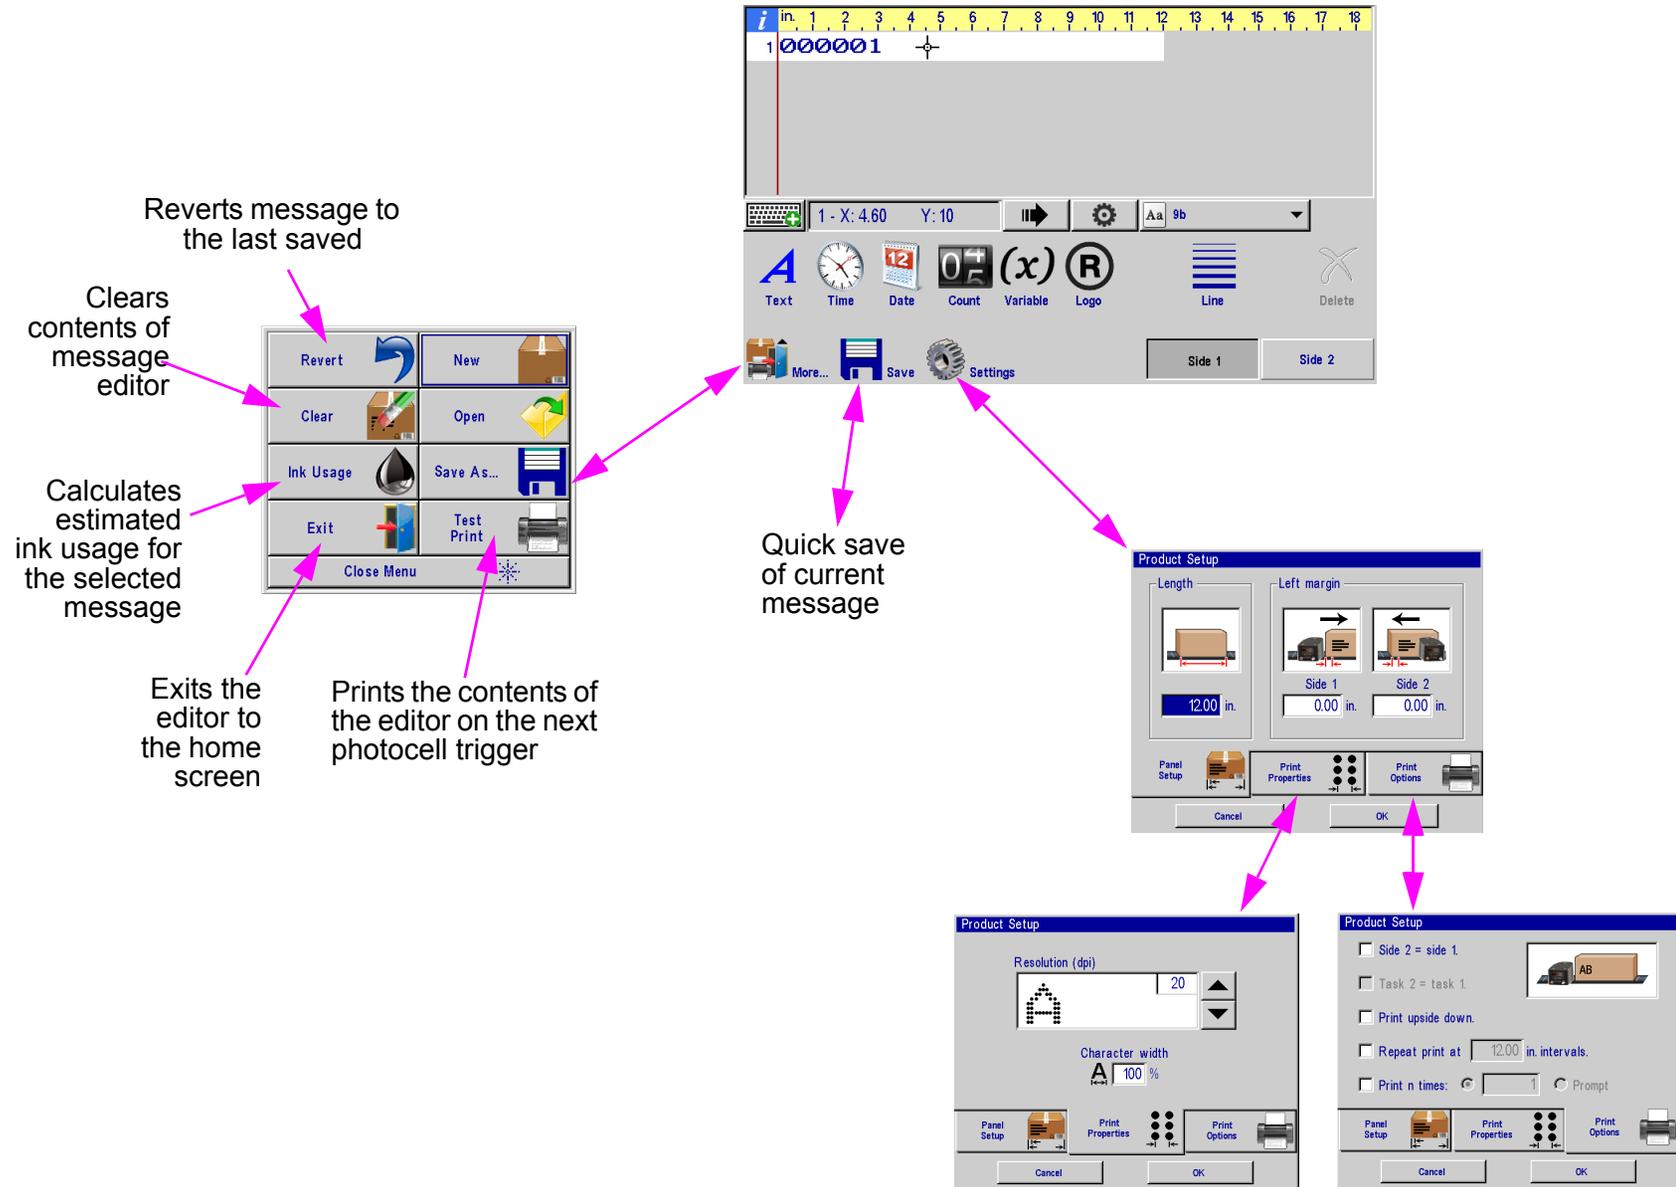 i in. 1 2 3 4 5 6 7 8 9 10 11 12 13 14 15 16 17 18
1 000001
1 - X: 4.60 Y: 10 Aa 9b
12 04 5 (x) R
Text Time Date Count Variable Logo Line Delete
More... Save Settings Side 1 Side 2
Reverts message to
the last saved
Clears
contents of
message
editor
Calculates
estimated
ink usage for
the selected
message
Exits the
editor to
the home
screen
Revert New
Clear Open
Ink Usage Save As...
Exit Test
Print
Close Menu
Prints the contents of
the editor on the next
photocell trigger
Quick save
of current
message
Product Setup
Length Left margin
Side 1 Side 2
12.00 in. 0.00 in. 0.00 in.
Panel
Setup
Print
Properties
Print
Options
Cancel OK
Product Setup
Resolution (dpi)
20
A
Character width
A 100 %
Panel
Setup
Print
Properties
Print
Options
Cancel OK
Product Setup
Side 2 = side 1.
AB
Task 2 = task 1.
Print upside down.
Repeat print at 12.00 in. intervals.
Print n times: 1 Prompt
Panel
Setup
Print
Properties
Print
Options
Cancel OK